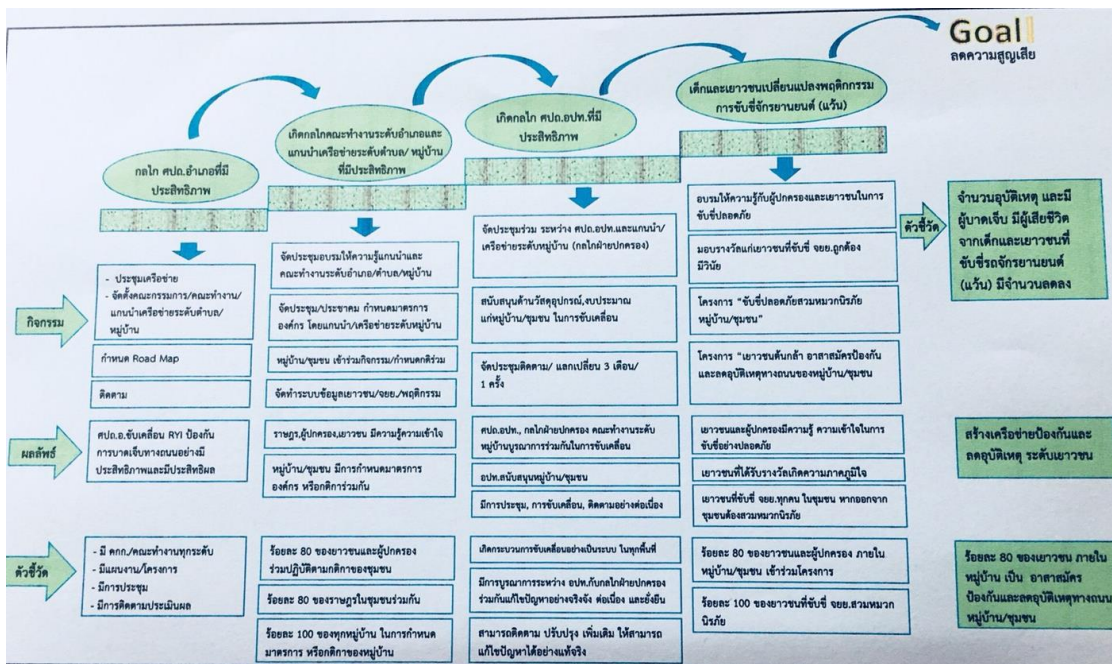 Goal
ลดความสูญเสีย
เด็กและเยาวชนเปลี่ยนแปลงพฤติกรรม
การขับขี่จักรยานยนต์ (แว้น)
เกิดกลไก ศปถ.อปท.ที่มี
ประสิทธิภาพ
เกิดกลไกคณะทำงานระดับอำเภอและ
แกนนำเครือข่ายระดับตำบล/ หมู่บ้าน
ที่มีประสิทธิภาพ
กลไก ศปถ.อำเภอที่มี
ประสิทธิภาพ
กิจกรรม
- ประชุมเครือข่าย
- จัดตั้งคณะกรรมการ/คณะทำงาน/
แกนนำเครือข่ายระดับตำบล/
หมู่บ้าน
กำหนด Road Map
ติดตาม
จัดประชุมอบรมให้ความรู้แกนนำและ
คณะทำงานระดับอำเภอ/ตำบล/หมู่บ้าน
จัดประชุม/ประชาคม กำหนดมาตรการ
องค์กร โดยแกนนำ/เครือข่ายระดับหมู่บ้าน
หมู่บ้าน/ชุมชน เข้าร่วมกิจกรรม/กำหนดกติร่วม
จัดทำระบบข้อมูลเยาวชน/จยย./พฤติกรรม
จัดประชุมร่วม ระหว่าง ศปถ.อปท.และแกนนำ/
เครือข่ายระดับหมู่บ้าน (กลไกฝ่ายปกครอง)
สนับสนุนด้านวัสดุอุปกรณ์,งบประมาณ
แก่หมู่บ้าน/ชุมชน ในการขับเคลื่อน
จัดประชุมติดตาม/ แลกเปลี่ยน 3 เดือน/
1 ครั้ง
อบรมให้ความรู้กับผู้ปกครองและเยาวชนในการ
ขับขี่ปลอดภัย
มอบรางวัลแก่เยาวชนที่ขับขี่ จยย.ถูกต้อง
มีวินัย
โครงการ "ขับขี่ปลอดภัยสวมหมวกนิรภัย
หมู่บ้าน/ชุมชน"
โครงการ "เยาวชนต้นกล้า อาสาสมัครป้องกัน
และลดอุบัติเหตุทางถนนของหมู่บ้าน/ชุมชน
ตัวชี้วัด
จำนวนอุบัติเหตุ และมี
ผู้บาดเจ็บ มีผู้เสียชีวิต
จากเด็กและเยาวชนที่
ขับขี่รถจักรยานยนต์
(แว้น) มีจำนวนลดลง
ผลลัพธ์
ศปถ.อ.ขับเคลื่อน RYI ป้องกัน
การบาดเจ็บทางถนนอย่างมี
ประสิทธิภาพและมีประสิทธิผล
ราษฎร,ผู้ปกครอง,เยาวชน มีความรู้ความเข้าใจ
หมู่บ้าน/ชุมชน มีการกำหนดมาตรการ
องค์กร หรือกติการ่วมกัน
ศปถ.อปท., กลไกฝ่ายปกครอง คณะทำงานระดับ
หมู่บ้านบูรณาการร่วมกันในการขับเคลื่อน
อปท.สนับสนุนหมู่บ้าน/ชุมชน
มีการประชุม, การขับเคลื่อน, ติดตามอย่างต่อเนื่อง
เยาวชนและผู้ปกครองมีความรู้ ความเข้าใจในการ
ขับขี่อย่างปลอดภัย
เยาวชนที่ได้รับรางวัลเกิดความภาคภูมิใจ
เยาวชนที่ขับขี่ จยย.ทุกคน ในชุมชน หากออกจาก
ชุมชนต้องสวมหมวกนิรภัย
สร้างเครือข่ายป้องกันและ
ลดอุบัติเหตุ ระดับเยาวชน
ตัวชี้วัด
- มี คกก./คณะทำงานทุกระดับ
- มีแผนงาน/โครงการ
- มีการประชุม
- มีการติดตามประเมินผล
ร้อยละ 80 ของยาวชนและผู้ปกครอง
ร่วมปฏิบัติตามกติกาของชุมชน
ร้อยละ 80 ของราษฎรในชุมชนร่วมกัน
ร้อยละ 100 ของทุกหมู่บ้าน ในการกำหนด
มาตรการ หรือกติกาของหมู่บ้าน
เกิดกระบวนการขับเคลื่อนอย่างเป็นระบบ ในทุกพื้นที่
มีการบูรณาการระหว่าง อปท.กับกลไกฝ่ายปกครอง
ร่วมกันแก้ไขปัญหาอย่างจริงจัง ต่อเนื่อง และยั่งยืน
สามารถติดตาม ปรับปรุง เพิ่มเติม ให้สามารถ
แก้ไขปัญหาได้อย่างแท้จริง
ร้อยละ 80 ของยาวชนและผู้ปกครอง ภายใน
หมู่บ้าน/ชุมชน เข้าร่วมโครงการ
ร้อยละ 100 ของยาวชนที่ขับขี่ จยย.สวมหมวก
นิรภัย
ร้อยละ 80 ของเยาวชน ภายใน
หมู่บ้าน เป็น อาสาสมัคร
ป้องกันและลดอุบัติเหตุทางถนน
หมู่บ้าน/ชุมชน